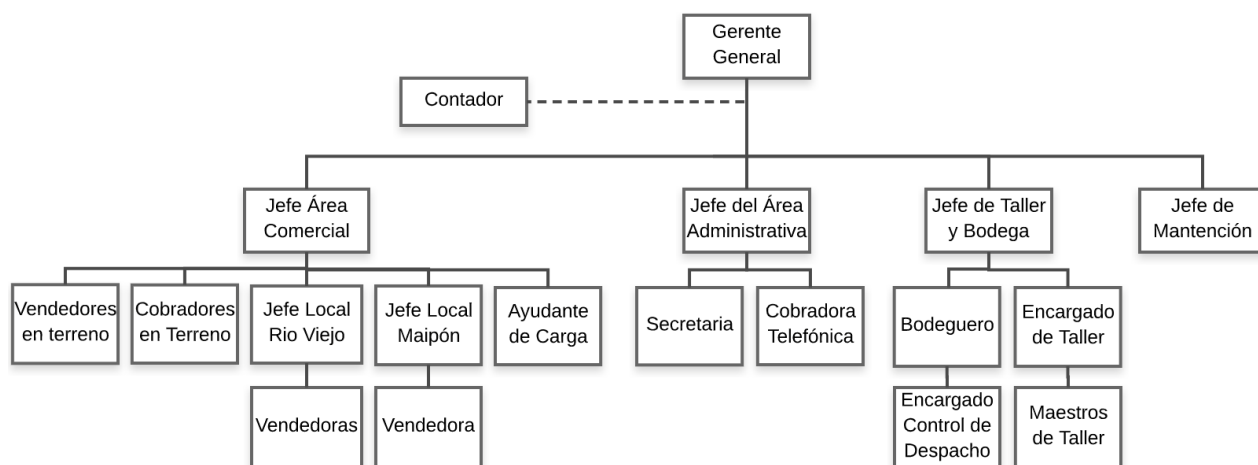 Gerente
General
Contador
Jefe Área
Comercial
Jefe del Área
Administrativa
Jefe de Taller
y Bodega
Jefe de
Mantención
Vendedores
en terreno
Cobradores
en Terreno
Jefe Local
Rio Viejo
Jefe Local
Maipón
Ayudante
de Carga
Secretaria
Cobradora
Telefónica
Bodeguero
Encargado
de Taller
Vendedoras
Vendedora
Encargado
Control de
Despacho
Maestros
de Taller